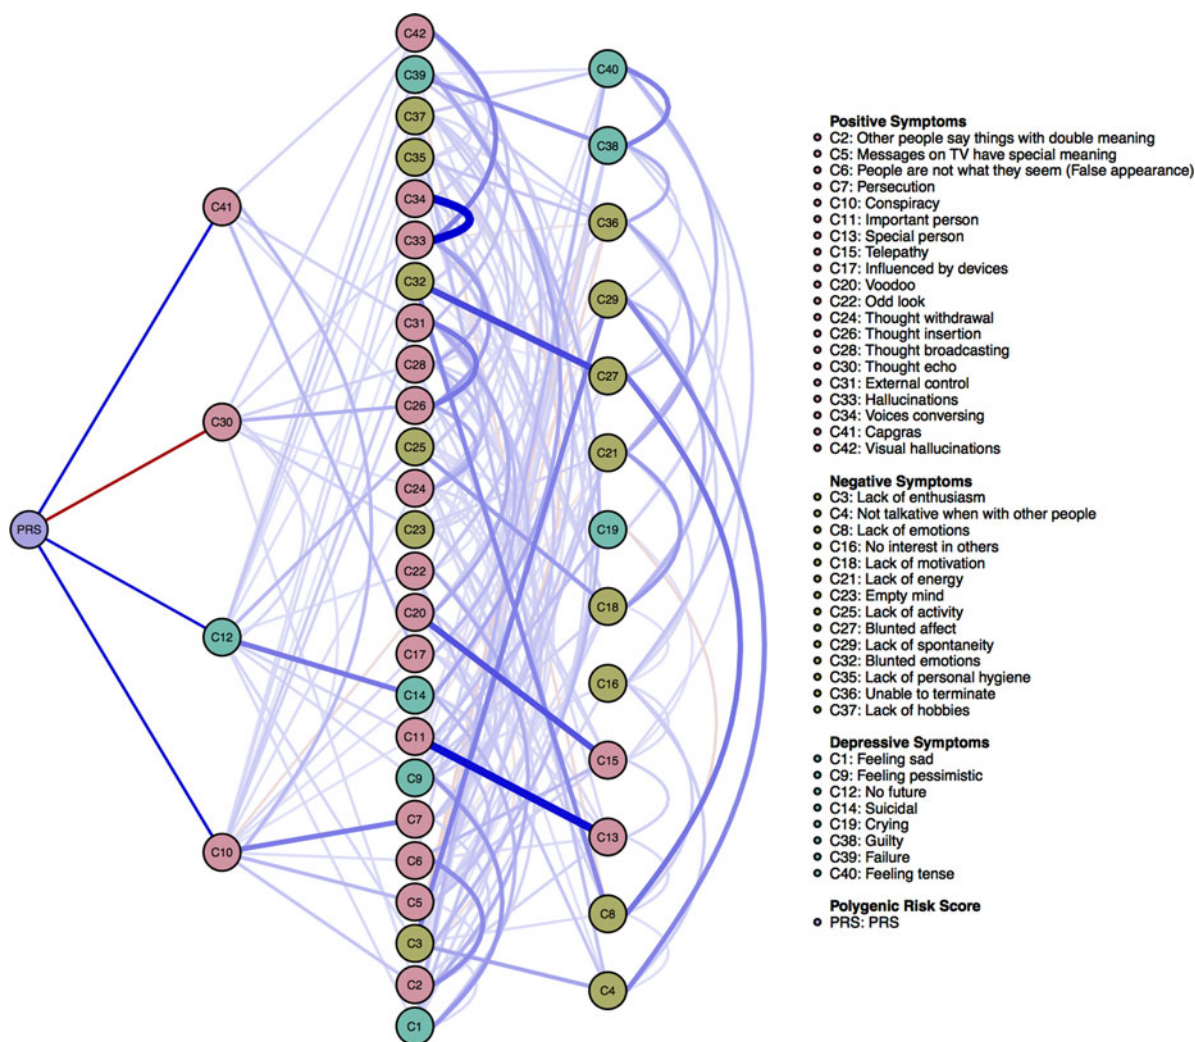 C42
C39
C37
C35
C34
C33
C32
C31
C28
C26
C25
C24
C23
C22
C20
C17
C14
C11
C9
C7
C6
C5
C3
C2
C1
C41
C30
C12
C10
PRS
C40
C38
C36
C29
C27
C21
C19
C18
C16
C15
C13
C8
C4
Positive Symptoms
C2: Other people say things with double meaning
C5: Messages on TV have special meaning
C6: People are not what they seem (False appearance)
C7: Persecution
C10: Conspiracy
C11: Important person
C13: Special person
C15: Telepathy
C17: Influenced by devices
C20: Voodoo
C22: Odd look
C24: Thought withdrawal
C26: Thought insertion
C28: Thought broadcasting
C30: Thought echo
C31: External control
C33: Hallucinations
C34: Voices conversing
C41: Capgras
C42: Visual hallucinations
Negative Symptoms
C3: Lack of enthusiasm
C4: Not talkative when with other people
C8: Lack of emotions
C16: No interest in others
C18: Lack of motivation
C21: Lack of energy
C23: Empty mind
C25: Lack of activity
C27: Blunted affect
C29: Lack of spontaneity
C32: Blunted emotions
C35: Lack of personal hygiene
C36: Unable to terminate
C37: Lack of hobbies
Depressive Symptoms
C1: Feeling sad
C9: Feeling pessimistic
C12: No future
C14: Suicidal
C19: Crying
C38: Guilty
C39: Failure
C40: Feeling tense
Polygenic Risk Score
PRS: PRS